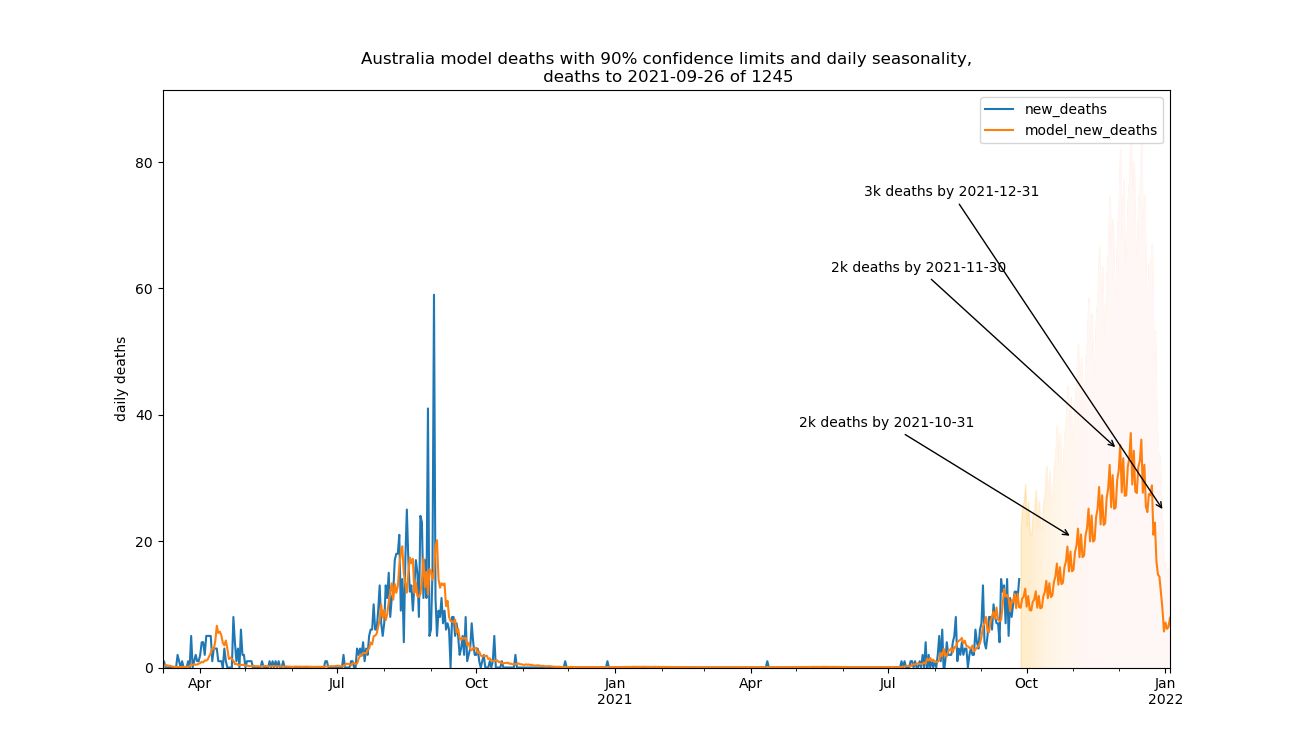 Australia model deaths with 90% confidence limits and daily seasonality,
deaths to 2021-09-26 of 1245
new_deaths
model_new_deaths
80
3k deaths by 2021-12-31
2k deaths by 2021-11-30
60
daily deaths
40
2k deaths by 2021-10-31
20
0
Apr Jul Oct Jan Apr Jul Oct Jan
2021 2022